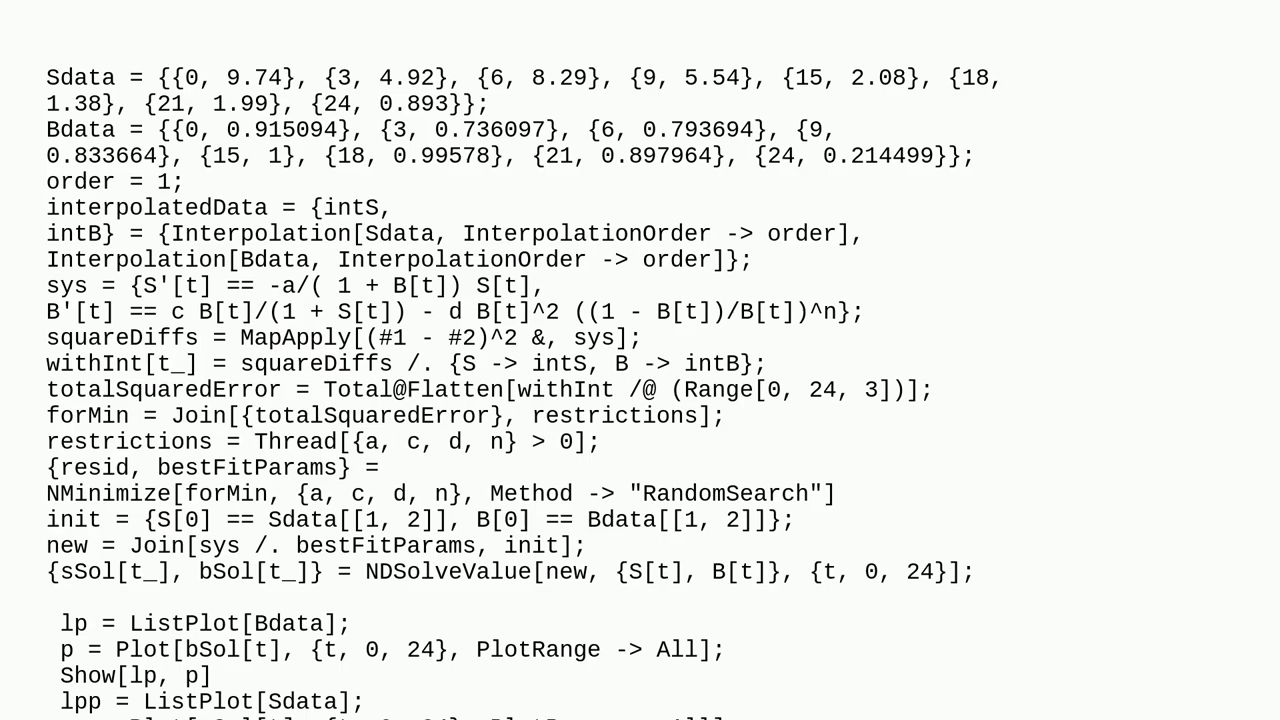 Sdata = {{0, 9.74}, {3, 4.92}, {6, 8.29}, {9, 5.54}, {15, 2.08}, {18,
1.38}, {21, 1.99}, {24, 0.893}};
Bdata = {{0, 0.915094}, {3, 0.736097}, {6, 0.793694}, {9,
0.833664}, {15, 1}, {18, 0.99578}, {21, 0.897964}, {24, 0.214499}};
order = 1;
interpolatedData = {intS,
intB} = {Interpolation[Sdata, InterpolationOrder -> order],
Interpolation[Bdata, InterpolationOrder -> order]};
sys = {S'[t] == -a/( 1 + B[t]) S[t],
B'[t] == c B[t]/(1 + S[t]) - d B[t]^2 ((1 - B[t])/B[t])^n};
squareDiffs = MapApply[(#1 - #2)^2 &, sys];
withInt[t_] = squareDiffs /. {S -> intS, B -> intB};
totalSquaredError = Total@Flatten[withInt /@ (Range[0, 24, 3])];
forMin = Join[{totalSquaredError}, restrictions];
restrictions = Thread[{a, c, d, n} > 0];
{resid, bestFitParams} =
NMinimize[forMin, {a, c, d, n}, Method -> "RandomSearch"]
init = {S[0] == Sdata[[1, 2]], B[0] == Bdata[[1, 2]]};
new = Join[sys /. bestFitParams, init];
{sSol[t_], bSol[t_]} = NDSolveValue[new, {S[t], B[t]}, {t, 0, 24}];
lp = ListPlot[Bdata];
p = Plot[bSol[t], {t, 0, 24}, PlotRange -> All];
Show[lp, p]
lpp = ListPlot[Sdata];